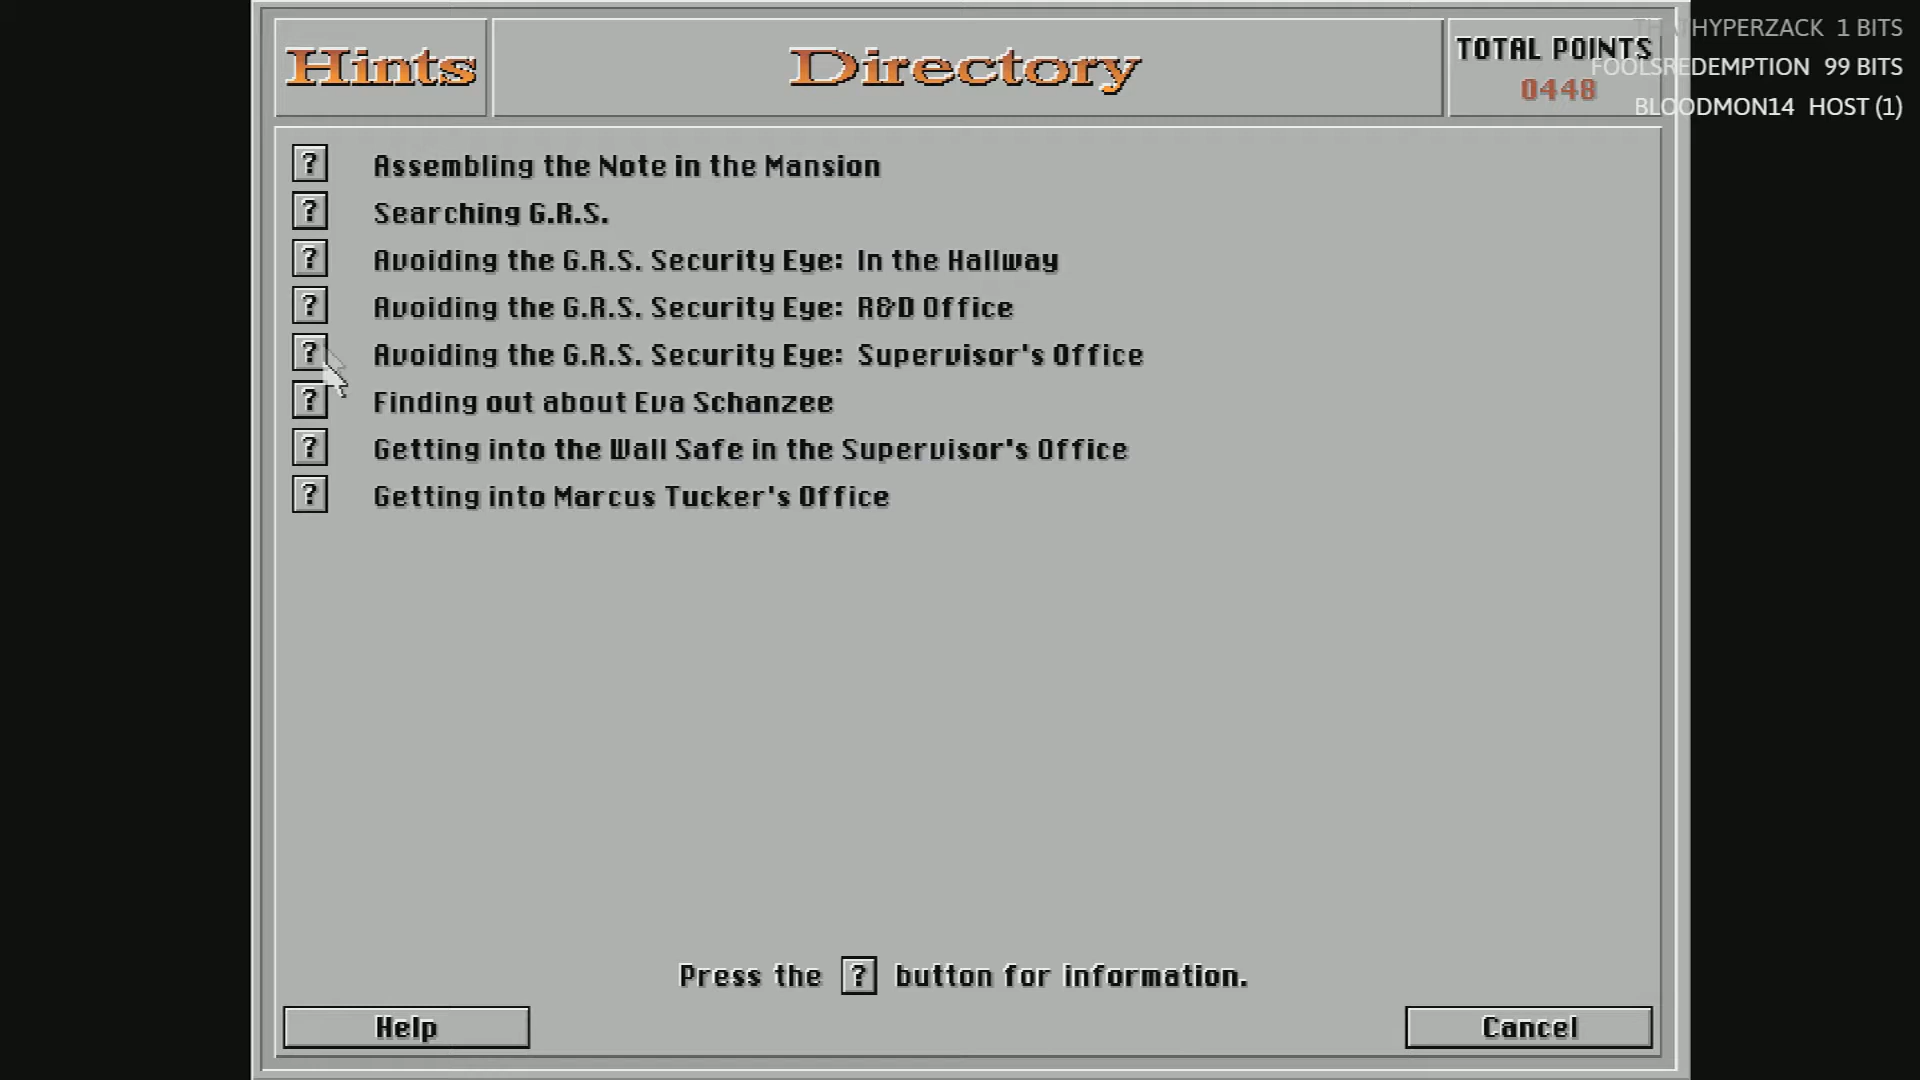 Hints
Directory
TOTAL POINTS
0448
HYPERZACK 1 BITS
FOOLSREDEMPTION 99 BITS
BLOODMON14 HOST (1)
? Assembling the Note in the Mansion
? Searching G.R.S.
? Avoiding the G.R.S. Security Eye: In the Hallway
? Avoiding the G.R.S. Security Eye: R&D Office
? Avoiding the G.R.S. Security Eye: Supervisor's Office
? Finding out about Eva Schanzee
? Getting into the Wall Safe in the Supervisor's Office
? Getting into Marcus Tucker's Office
Press the ? button for information.
Help
Cancel